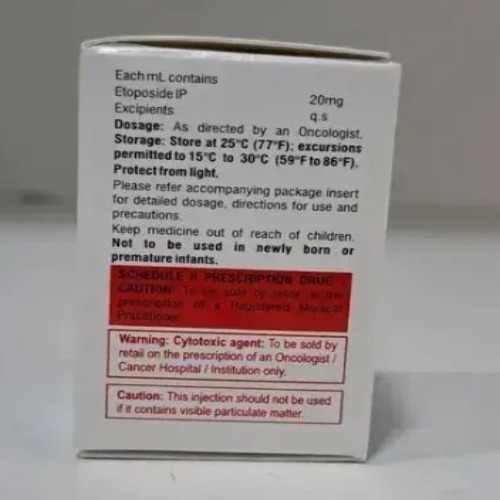 Each mL contains
Etoposide IP 20mg
Excipients q.s
Dosage: As directed by an Oncologist.
Storage: Store at 25°C (77°F); excursions
permitted to 15°C to 30°C (59°F to 86°F).
Protect from light.
Please refer accompanying package insert
for detailed dosage, directions for use and
precautions.
Keep medicine out of reach of children.
Not to be used in newly born or
premature infants.
SCHEDULE H PRESCRIPTION DRUG -
CAUTION: To be sold by retail on the
prescription of a Registered Medical
Practitioner.
Warning: Cytotoxic agent: To be sold by
retail on the prescription of an Oncologist /
Cancer Hospital / Institution only.
Caution: This injection should not be used
if it contains visible particulate matter.